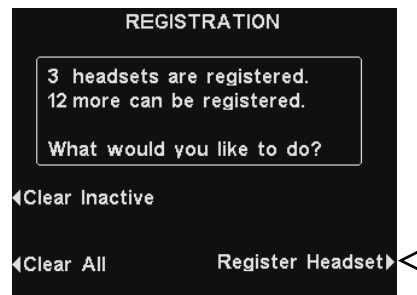 REGISTRATION
3 headsets are registered.
12 more can be registered.
What would you like to do?
Clear Inactive
Clear All
Register Headset